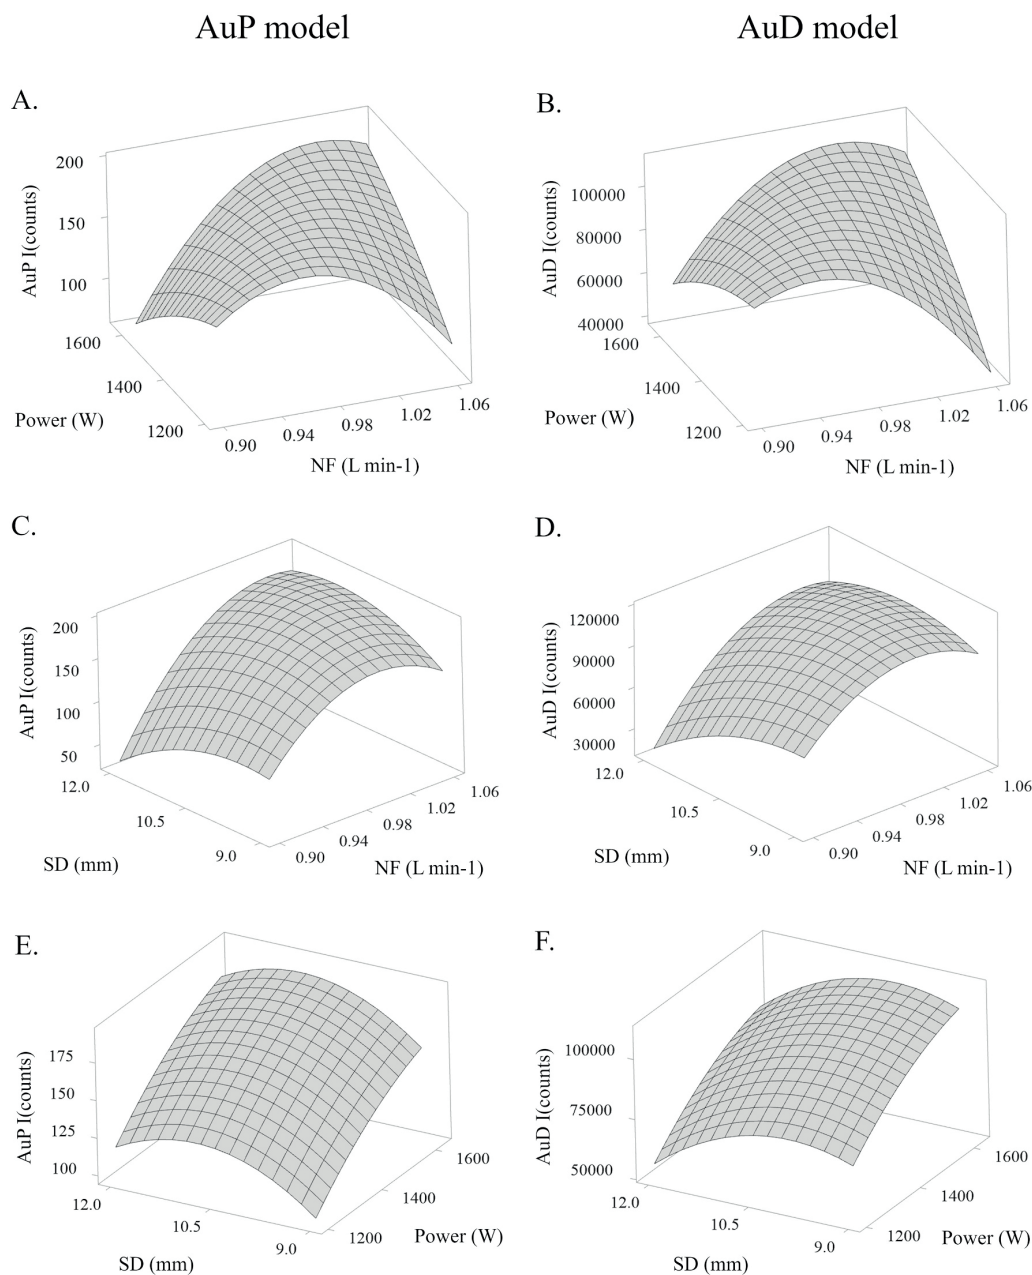 AuP model
AuD model
A.
AuP I(counts)
200
150
100
1600
1400
1200
Power (W)
0.90
0.94
0.98
1.02
1.06
NF (L min-1)
B.
AuD I(counts)
100000
80000
60000
40000
1600
1400
1200
Power (W)
0.90
0.94
0.98
1.02
1.06
NF (L min-1)
C.
AuP I(counts)
200
150
100
50
12.0
10.5
9.0
SD (mm)
0.90
0.94
0.98
1.02
1.06
NF (L min-1)
D.
AuD I(counts)
120000
90000
60000
30000
12.0
10.5
9.0
SD (mm)
0.90
0.94
0.98
1.02
1.06
NF (L min-1)
E.
AuP I(counts)
175
150
125
100
12.0
10.5
9.0
SD (mm)
1200
1400
1600
Power (W)
F.
AuD I(counts)
100000
75000
50000
12.0
10.5
9.0
SD (mm)
1200
1400
1600
Power (W)